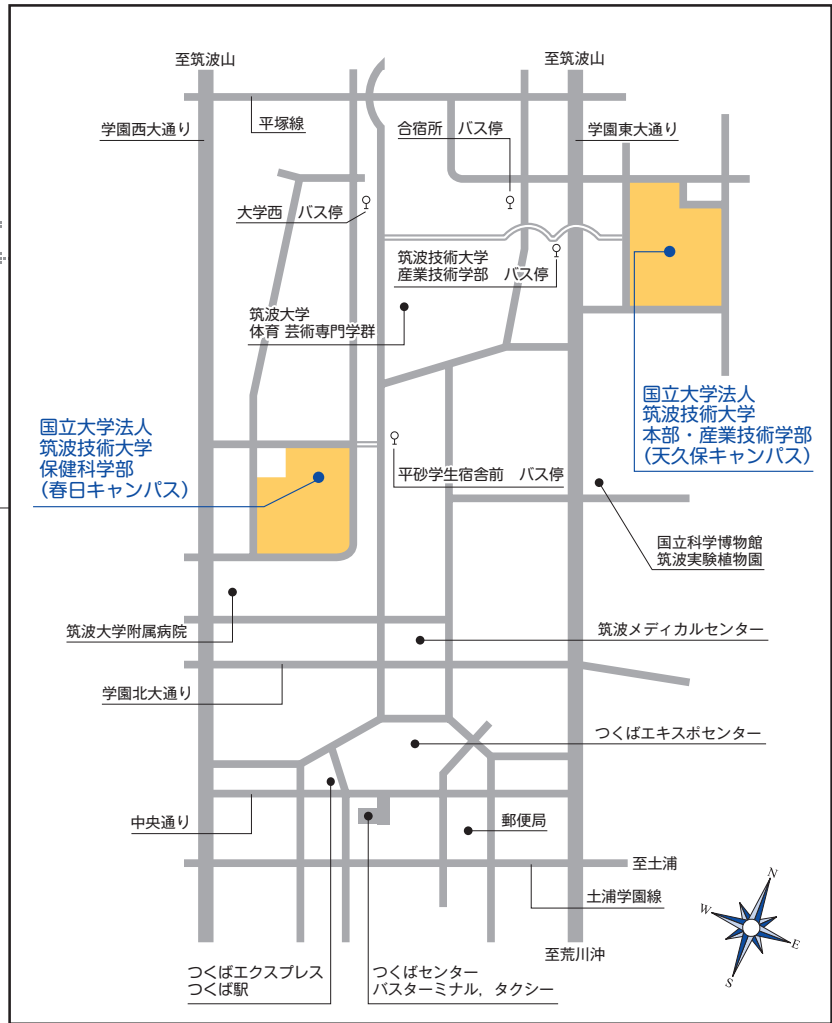 至筑波山
至筑波山
学園西大通り
平塚線
合宿所　バス停
学園東大通り
大学西　バス停
筑波技術大学
産業技術学部　バス停
筑波大学
体育 芸術専門学群
国立大学法人
筑波技術大学
保健科学部
(春日キャンパス)
国立大学法人
筑波技術大学
本部・産業技術学部
(天久保キャンパス)
平砂学生宿舎前　バス停
国立科学博物館
筑波実験植物園
筑波大学附属病院
筑波メディカルセンター
学園北大通り
つくばエキスポセンター
中央通り
郵便局
至土浦
土浦学園線
至荒川沖
つくばエクスプレス
つくば駅
つくばセンター
バスターミナル，タクシー
N
W
E
S